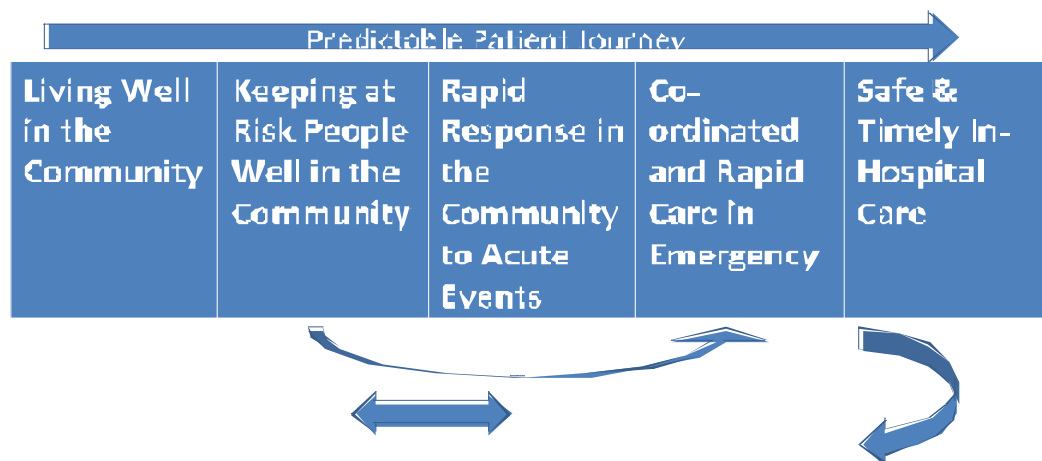 Predictable Patient Journey
Living Well
in the
Community
Keeping at
Risk People
Well in the
Community
Rapid
Response in
the
Community
to Acute
Events
Co-
ordinated
and Rapid
Care in
Emergency
Safe &
Timely In-
Hospital
Care